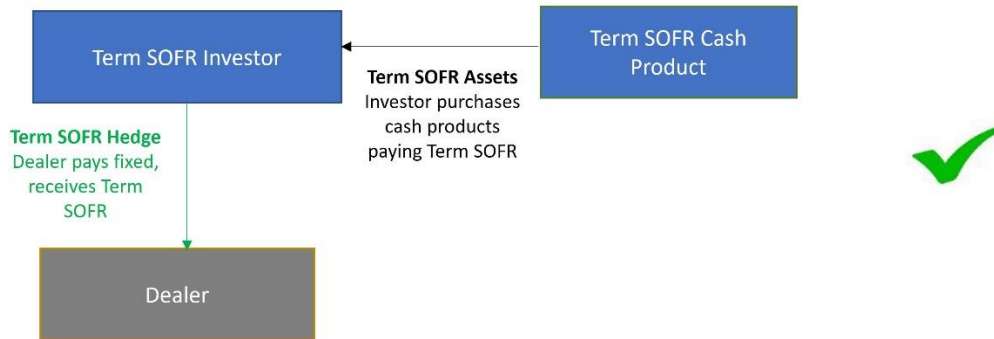 Term SOFR Investor
Term SOFR Cash
Product
Term SOFR Assets
Investor purchases
cash products
paying Term SOFR
Term SOFR Hedge
Dealer pays fixed,
receives Term
SOFR
Dealer